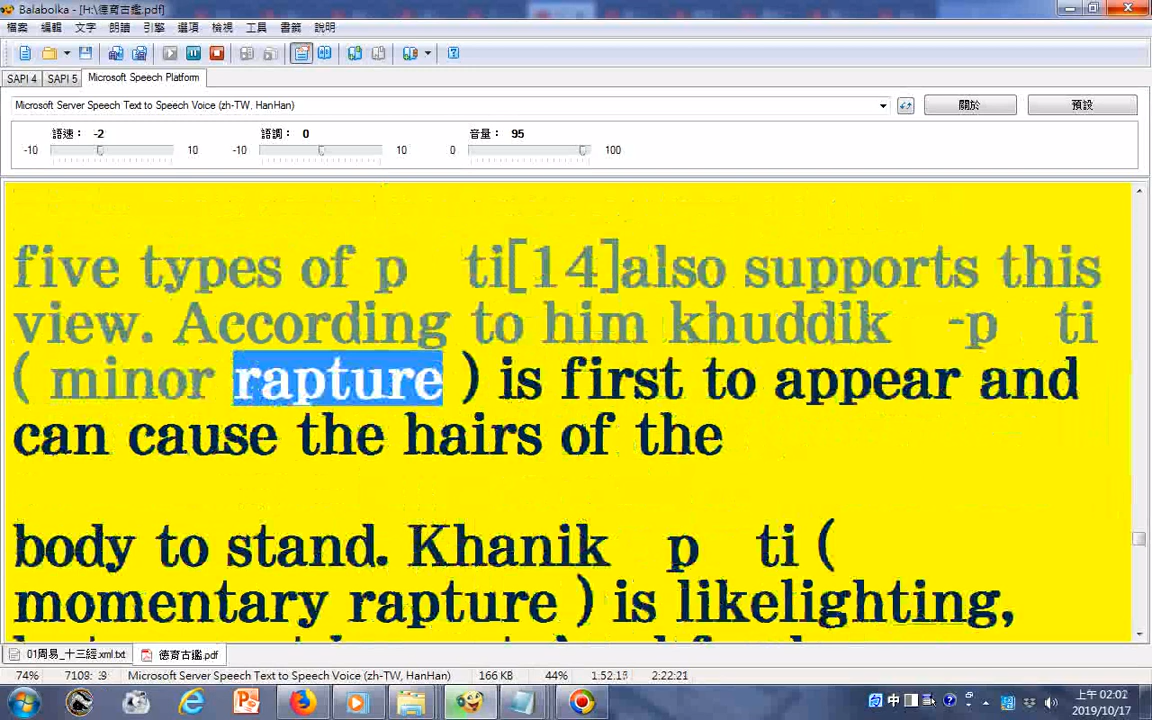 Balabolka - [H:\德育古鑑.pdf]
檔案 編輯 文字 朗讀 引擎 選項 檢視 工具 書籤 說明
SAPI 4 SAPI 5 Microsoft Speech Platform
Microsoft Server Speech Text to Speech Voice (zh-TW, HanHan) 關於 預設
語速： -2 語調： 0 音量： 95
-10 10 -10 10 0 100
five types of p ti[14]also supports this
view. According to him khuddik -p ti
( minor rapture ) is first to appear and
can cause the hairs of the
body to stand. Khanik p ti (
momentary rapture ) is likelighting,
01周易_十三經.xml.txt 德育古鑑.pdf
74% Microsoft Server Speech Text to Speech Voice (zh-TW, HanHan) 166 KB 44% 2:22:21
中 上午 02:02
2019/10/17